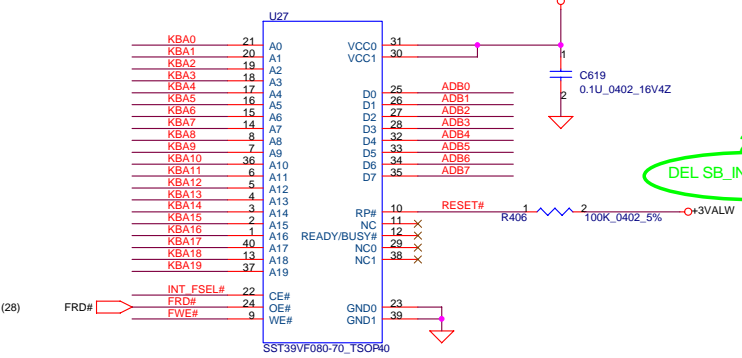 U27
KBA0 21 A0
KBA1 20 A1
KBA2 19 A2
KBA3 18 A3
KBA4 17 A4
KBA5 16 A5
KBA6 15 A6
KBA7 14 A7
KBA8 8 A8
KBA9 7 A9
KBA10 36 A10
KBA11 6 A11
KBA12 5 A12
KBA13 4 A13
KBA14 3 A14
KBA15 2 A15
KBA16 1 A16
KBA17 40 A17
KBA18 13 A18
KBA19 37 A19
INT_FSEL# 22 CE#
(28) FRD# FRD# 24 OE#
FWE# 9 WE#
VCC0 31
VCC1 30
D0 25 ADB0
D1 26 ADB1
D2 27 ADB2
D3 28 ADB3
D4 32 ADB4
D5 33 ADB5
D6 34 ADB6
D7 35 ADB7
RP# 10 RESET#
NC 11
READY/BUSY# 12
NC0 29
NC1 38
GND0 23
GND1 39
SST39VF080-70_TSOP40
1
C619
0.1U_0402_16V4Z
2
DEL SB_IN
1 2
R406 100K_0402_5%
+3VALW